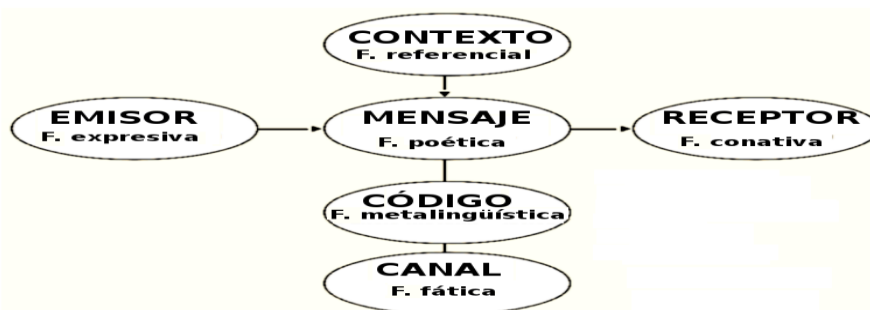 CONTEXTO
F. referencial
EMISOR
F. expresiva
MENSAJE
F. poética
RECEPTOR
F. conativa
CÓDIGO
F. metalingüística
CANAL
F. fática